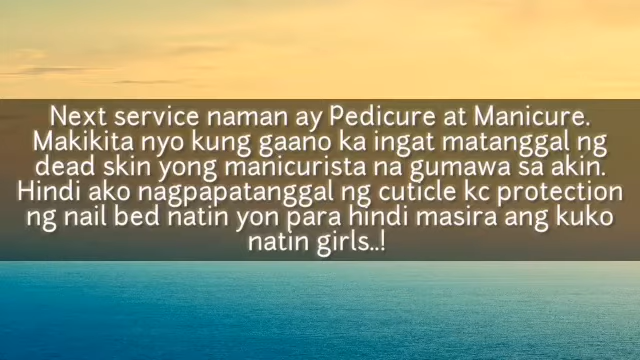 Next service naman ay Pedicure at Manicure.
Makikita nyo kung gaano ka ingat matanggal ng
dead skin yong manicurista na gumawa sa akin.
Hindi ako nagpapatanggal ng cuticle kc protection
ng nail bed natin yon para hindi masira ang kuko
natin girls..!